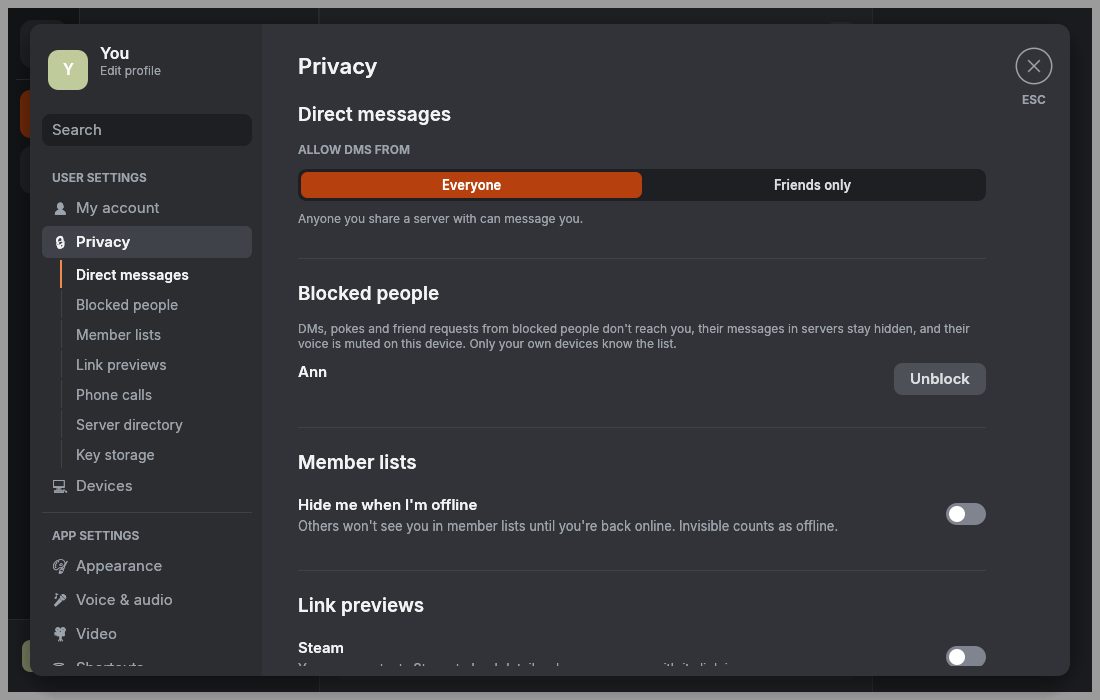 Y
You
Edit profile
Search
USER SETTINGS
My account
Privacy
Direct messages
Blocked people
Member lists
Link previews
Phone calls
Server directory
Key storage
Devices
APP SETTINGS
Appearance
Voice & audio
Video
Shortcuts
Privacy
ESC
Direct messages
ALLOW DMS FROM
Everyone
Friends only
Anyone you share a server with can message you.
Blocked people
DMs, pokes and friend requests from blocked people don't reach you, their messages in servers stay hidden, and their
voice is muted on this device. Only your own devices know the list.
Ann
Unblock
Member lists
Hide me when I'm offline
Others won't see you in member lists until you're back online. Invisible counts as offline.
Link previews
Steam